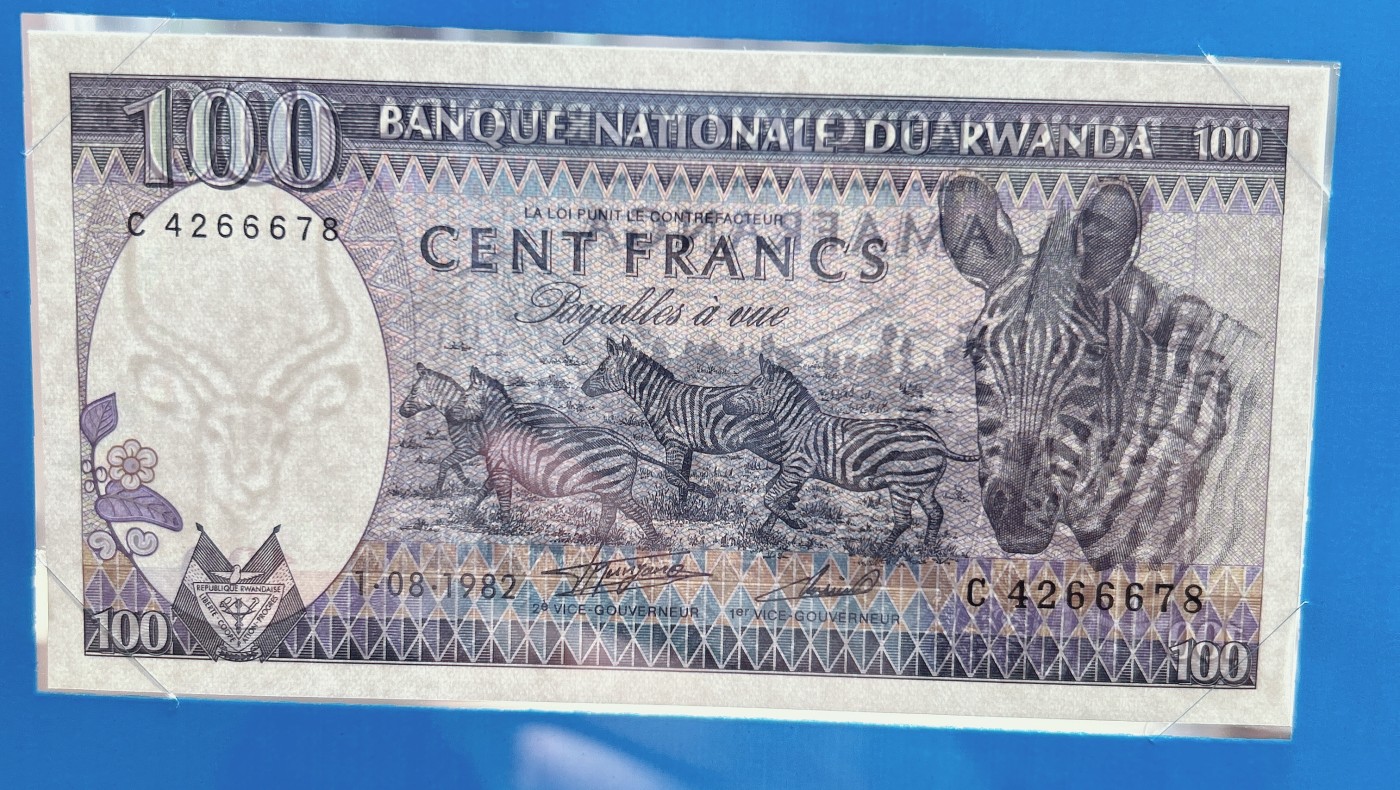 100 BANQUE NATIONALE DU RWANDA 100
C 4266678
LA LOI PUNIT LE CONTREFACTEUR
CENT FRANCS
Payables à vue
1-08-1982
2e VICE-GOUVERNEUR 1er VICE-GOUVERNEUR
C 4266678
REPUBLIQUE RWANDAISE
100 100